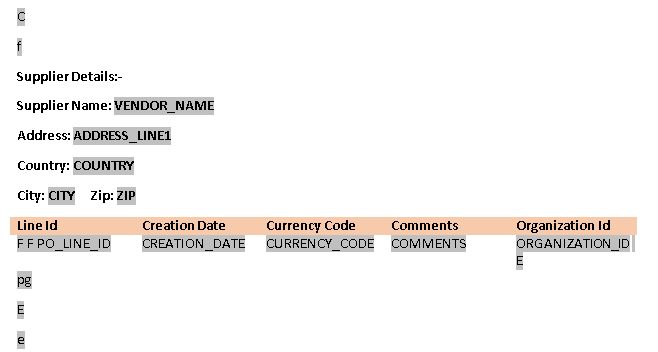 C
f
Supplier Details:-
Supplier Name: VENDOR_NAME
Address: ADDRESS_LINE1
Country: COUNTRY
City: CITY Zip: ZIP
Line Id Creation Date Currency Code Comments Organization Id
F F PO_LINE_ID CREATION_DATE CURRENCY_CODE COMMENTS ORGANIZATION_ID
E
pg
E
e